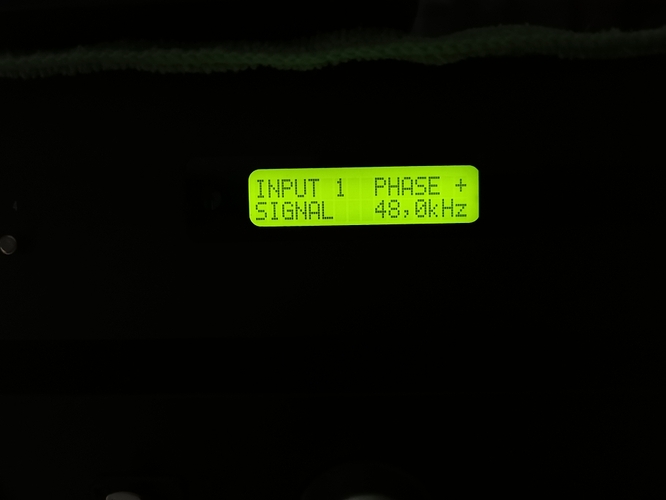 INPUT 1 PHASE +
SIGNAL 48,0kHz